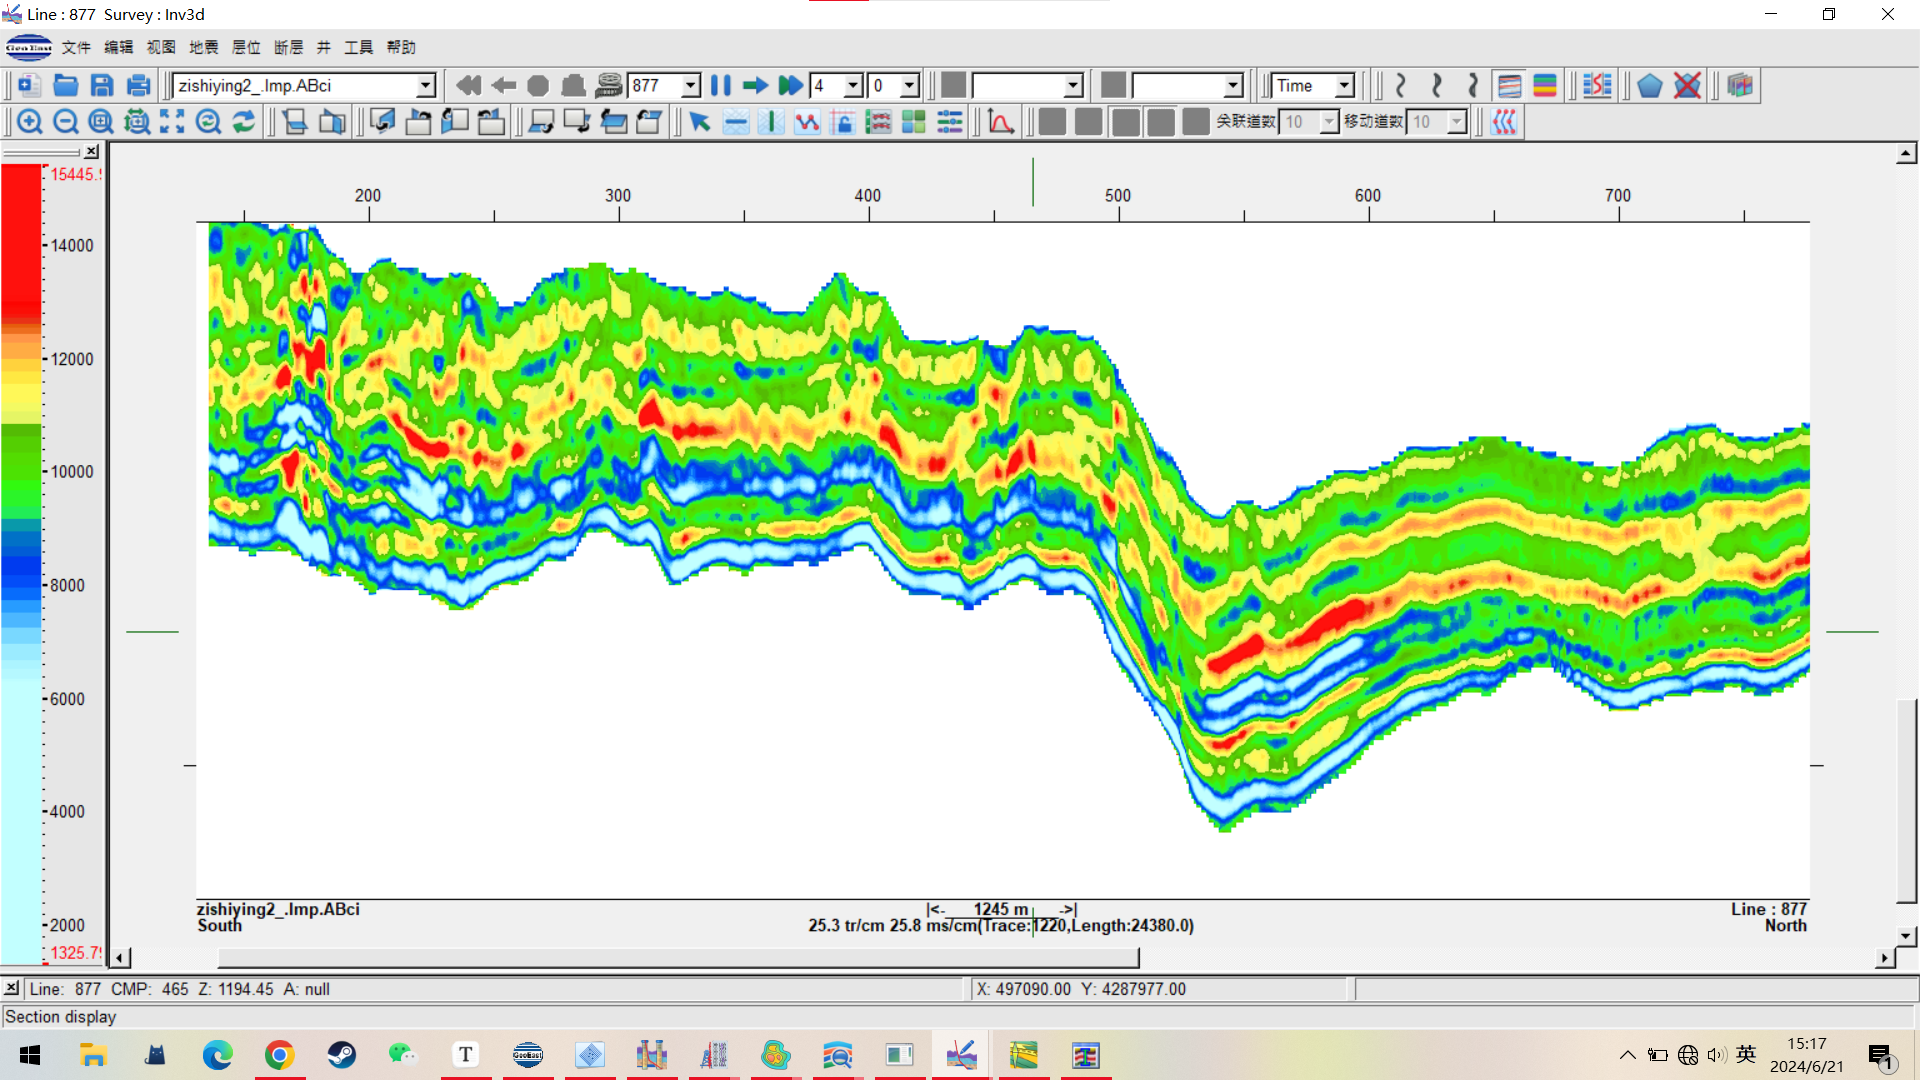 Line : 877 Survey : Inv3d
GeoEast 文件 编辑 视图 地震 层位 断层 井 工具 帮助
zishiying2_.Imp.ABci 877 4 0 Time
关联道数 10 移动道数 10
15445.
200 300 400 500 600 700
14000
12000
10000
8000
6000
4000
2000
1325.7
zishiying2_.Imp.ABci |<- 1245 m ->| Line : 877
South 25.3 tr/cm 25.8 ms/cm(Trace:1220,Length:24380.0) North
Line: 877 CMP: 465 Z: 1194.45 A: null X: 497090.00 Y: 4287977.00
Section display
T GeoEast 英 15:17
2024/6/21 1